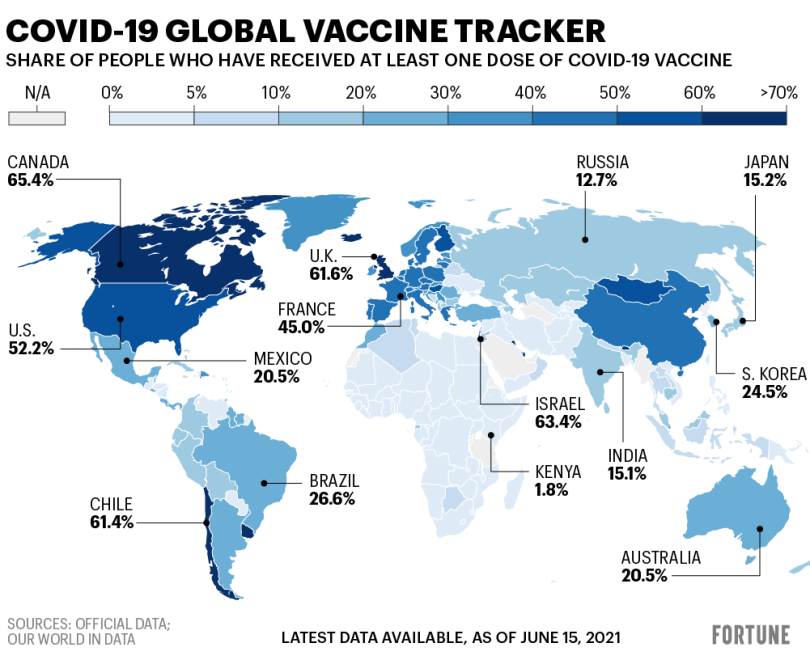 COVID-19 GLOBAL VACCINE TRACKER
SHARE OF PEOPLE WHO HAVE RECEIVED AT LEAST ONE DOSE OF COVID-19 VACCINE
N/A 0% 5% 10% 20% 30% 40% 50% 60% >70%
CANADA
65.4%
RUSSIA
12.7%
JAPAN
15.2%
U.K.
61.6%
FRANCE
45.0%
U.S.
52.2%
MEXICO
20.5%
S. KOREA
24.5%
ISRAEL
63.4%
INDIA
15.1%
KENYA
1.8%
BRAZIL
26.6%
CHILE
61.4%
AUSTRALIA
20.5%
SOURCES: OFFICIAL DATA;
OUR WORLD IN DATA
LATEST DATA AVAILABLE, AS OF JUNE 15, 2021
FORTUNE